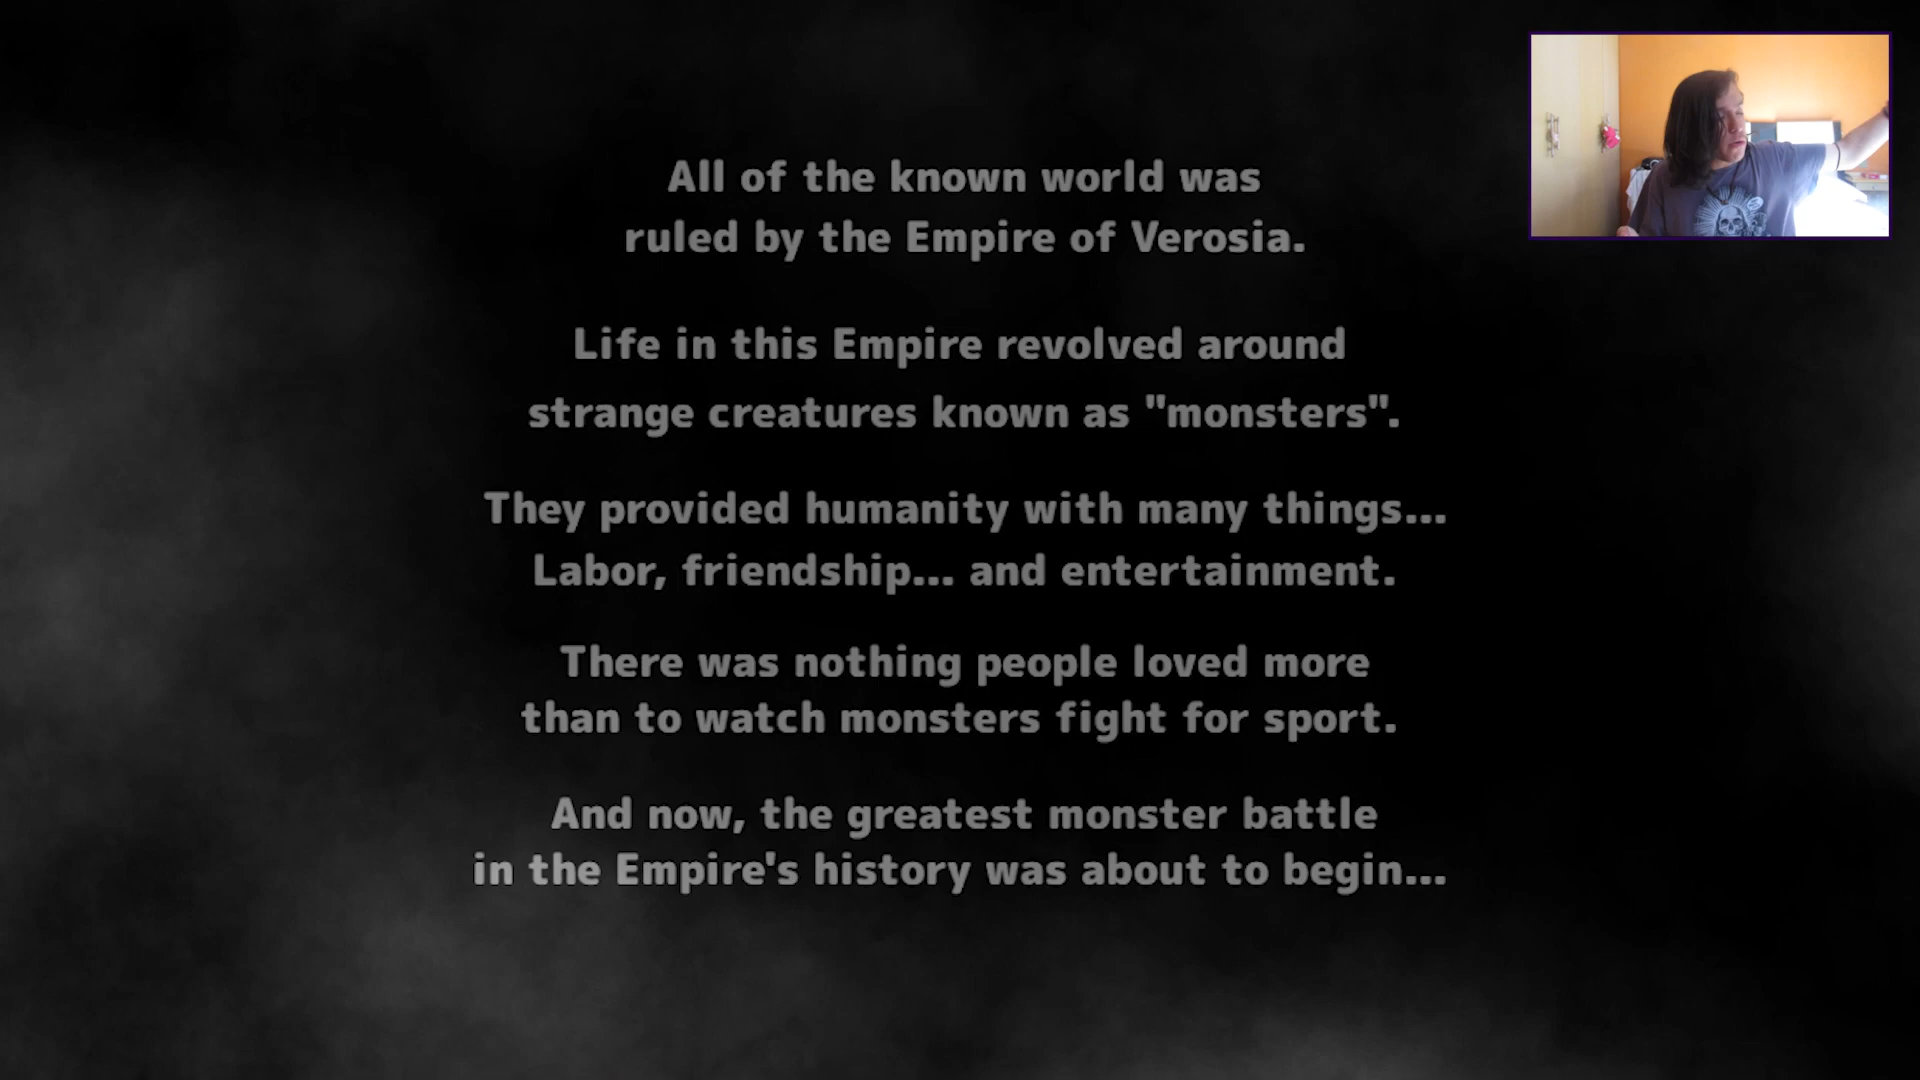 All of the known world was
ruled by the Empire of Verosia.
Life in this Empire revolved around
strange creatures known as "monsters".
They provided humanity with many things...
Labor, friendship... and entertainment.
There was nothing people loved more
than to watch monsters fight for sport.
And now, the greatest monster battle
in the Empire's history was about to begin...